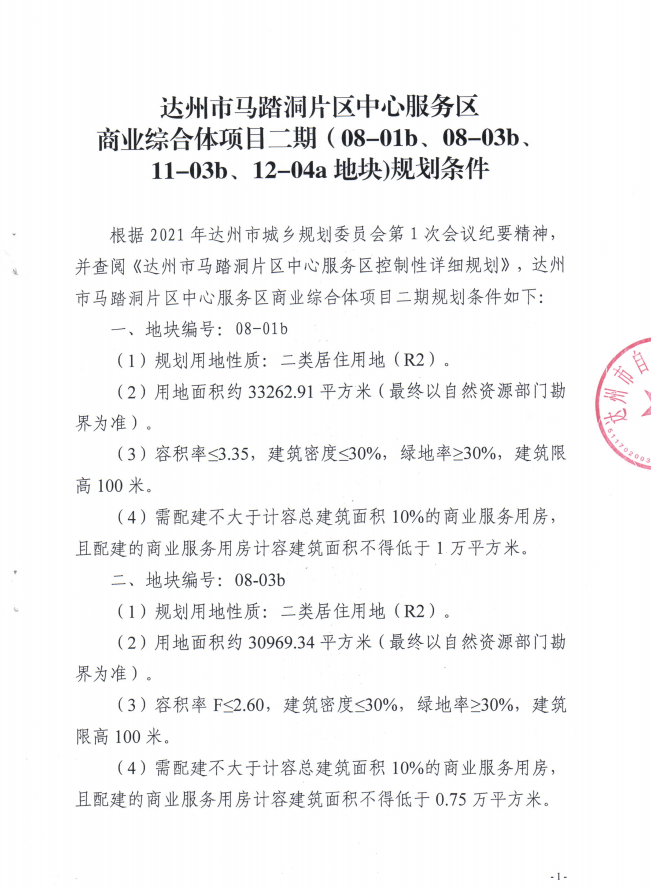 达州市马踏洞片区中心服务区
商业综合体项目二期（08-01b、08-03b、
11-03b、12-04a 地块)规划条件
根据 2021 年达州市城乡规划委员会第 1 次会议纪要精神，
并查阅《达州市马踏洞片区中心服务区控制性详细规划》，达州
市马踏洞片区中心服务区商业综合体项目二期规划条件如下：
一、地块编号：08-01b
（1）规划用地性质：二类居住用地（R2）。
（2）用地面积约 33262.91 平方米（最终以自然资源部门勘
界为准）。
（3）容积率≤3.35，建筑密度≤30%，绿地率≥30%，建筑限
高 100 米。
（4）需配建不大于计容总建筑面积 10%的商业服务用房，
且配建的商业服务用房计容建筑面积不得低于 1 万平方米。
二、地块编号：08-03b
（1）规划用地性质：二类居住用地（R2）。
（2）用地面积约 30969.34 平方米（最终以自然资源部门勘
界为准）。
（3）容积率 F≤2.60，建筑密度≤30%，绿地率≥30%，建筑
限高 100 米。
（4）需配建不大于计容总建筑面积 10%的商业服务用房，
且配建的商业服务用房计容建筑面积不得低于 0.75 万平方米。
达州市自
-1-